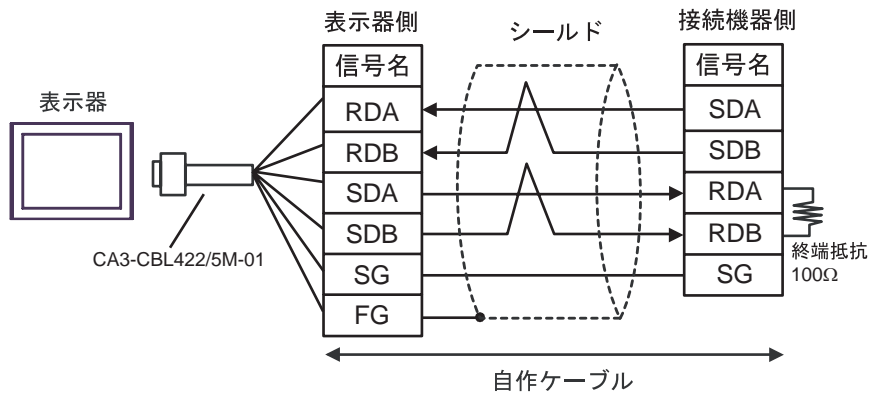 表示器側
シールド
接続機器側
信号名
信号名
表示器
RDA
SDA
RDB
SDB
SDA
RDA
SDB
RDB
SG
SG
FG
CA3-CBL422/5M-01
終端抵抗
100Ω
自作ケーブル